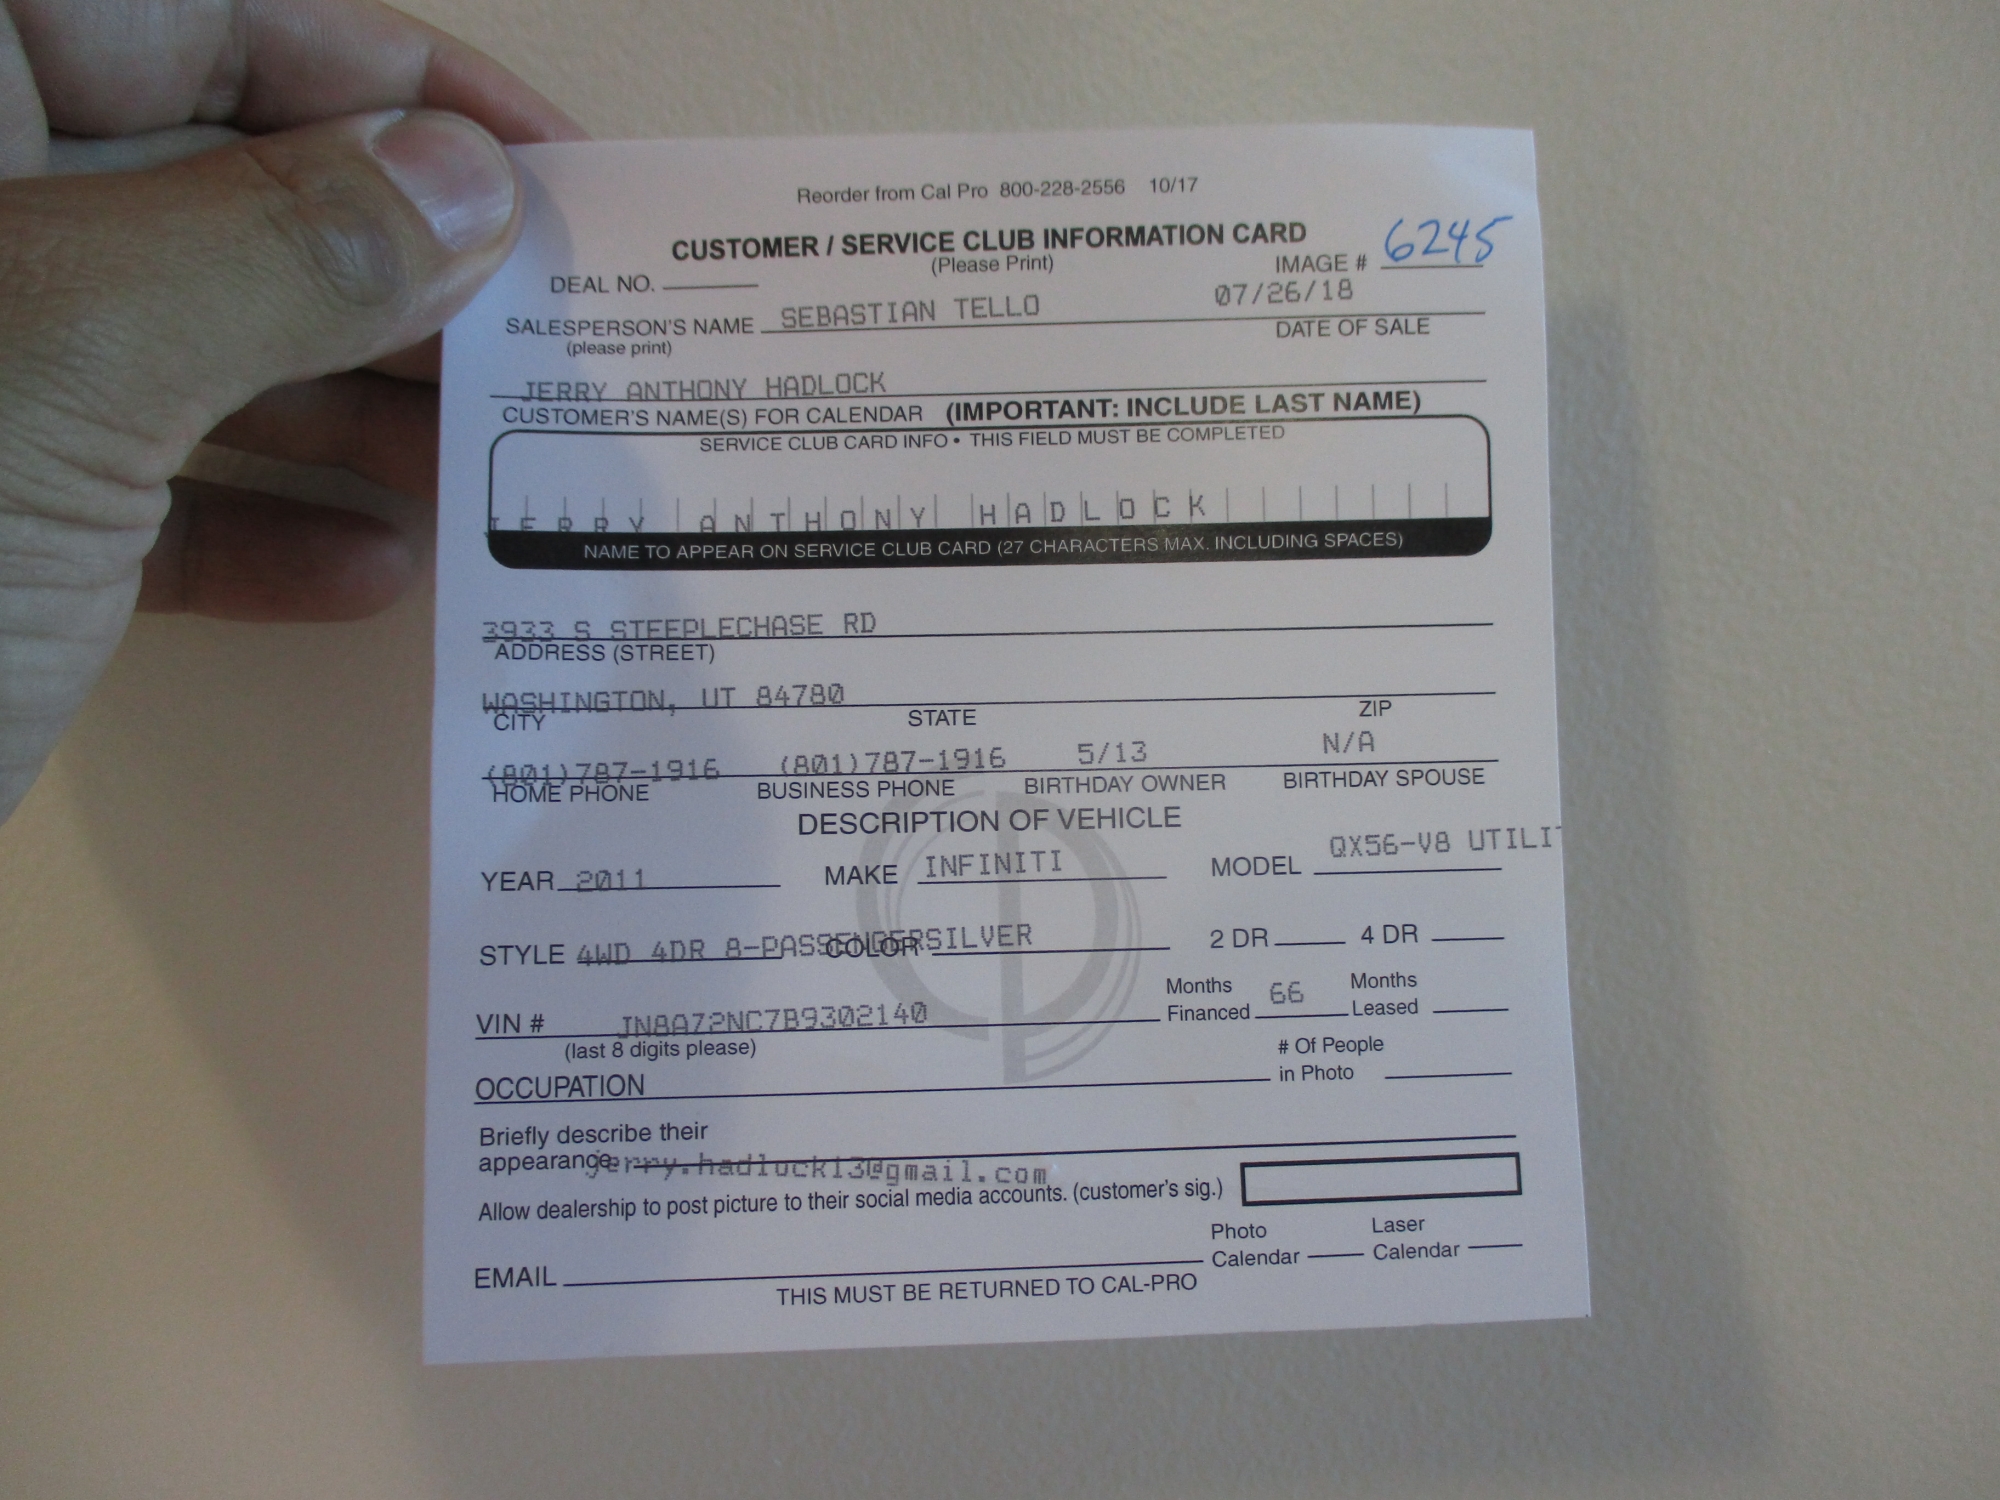 Reorder from Cal Pro 800-228-2556 10/17
CUSTOMER / SERVICE CLUB INFORMATION CARD
(Please Print)
IMAGE # 6245
DEAL NO.
SALESPERSON'S NAME SEBASTIAN TELLO 07/26/18
(please print) DATE OF SALE
JERRY ANTHONY HADLOCK
CUSTOMER'S NAME(S) FOR CALENDAR (IMPORTANT: INCLUDE LAST NAME)
SERVICE CLUB CARD INFO • THIS FIELD MUST BE COMPLETED
JERRY ANTHONY HADLOCK
NAME TO APPEAR ON SERVICE CLUB CARD (27 CHARACTERS MAX. INCLUDING SPACES)
3933 S STEEPLECHASE RD
ADDRESS (STREET)
WASHINGTON, UT 84780
CITY STATE ZIP
(801)787-1916 (801)787-1916 5/13 N/A
HOME PHONE BUSINESS PHONE BIRTHDAY OWNER BIRTHDAY SPOUSE
DESCRIPTION OF VEHICLE
YEAR 2011 MAKE INFINITI MODEL QX56-V8 UTILIT
STYLE 4WD 4DR 8-PASSENGER COLOR SILVER 2 DR 4 DR
VIN # JN8AZ2NC7B9302140 Months Financed 66 Months Leased
(last 8 digits please)
OCCUPATION # Of People in Photo
Briefly describe their
appearance jerry.hadlock13@gmail.com
Allow dealership to post picture to their social media accounts. (customer's sig.)
EMAIL Photo Calendar Laser Calendar
THIS MUST BE RETURNED TO CAL-PRO